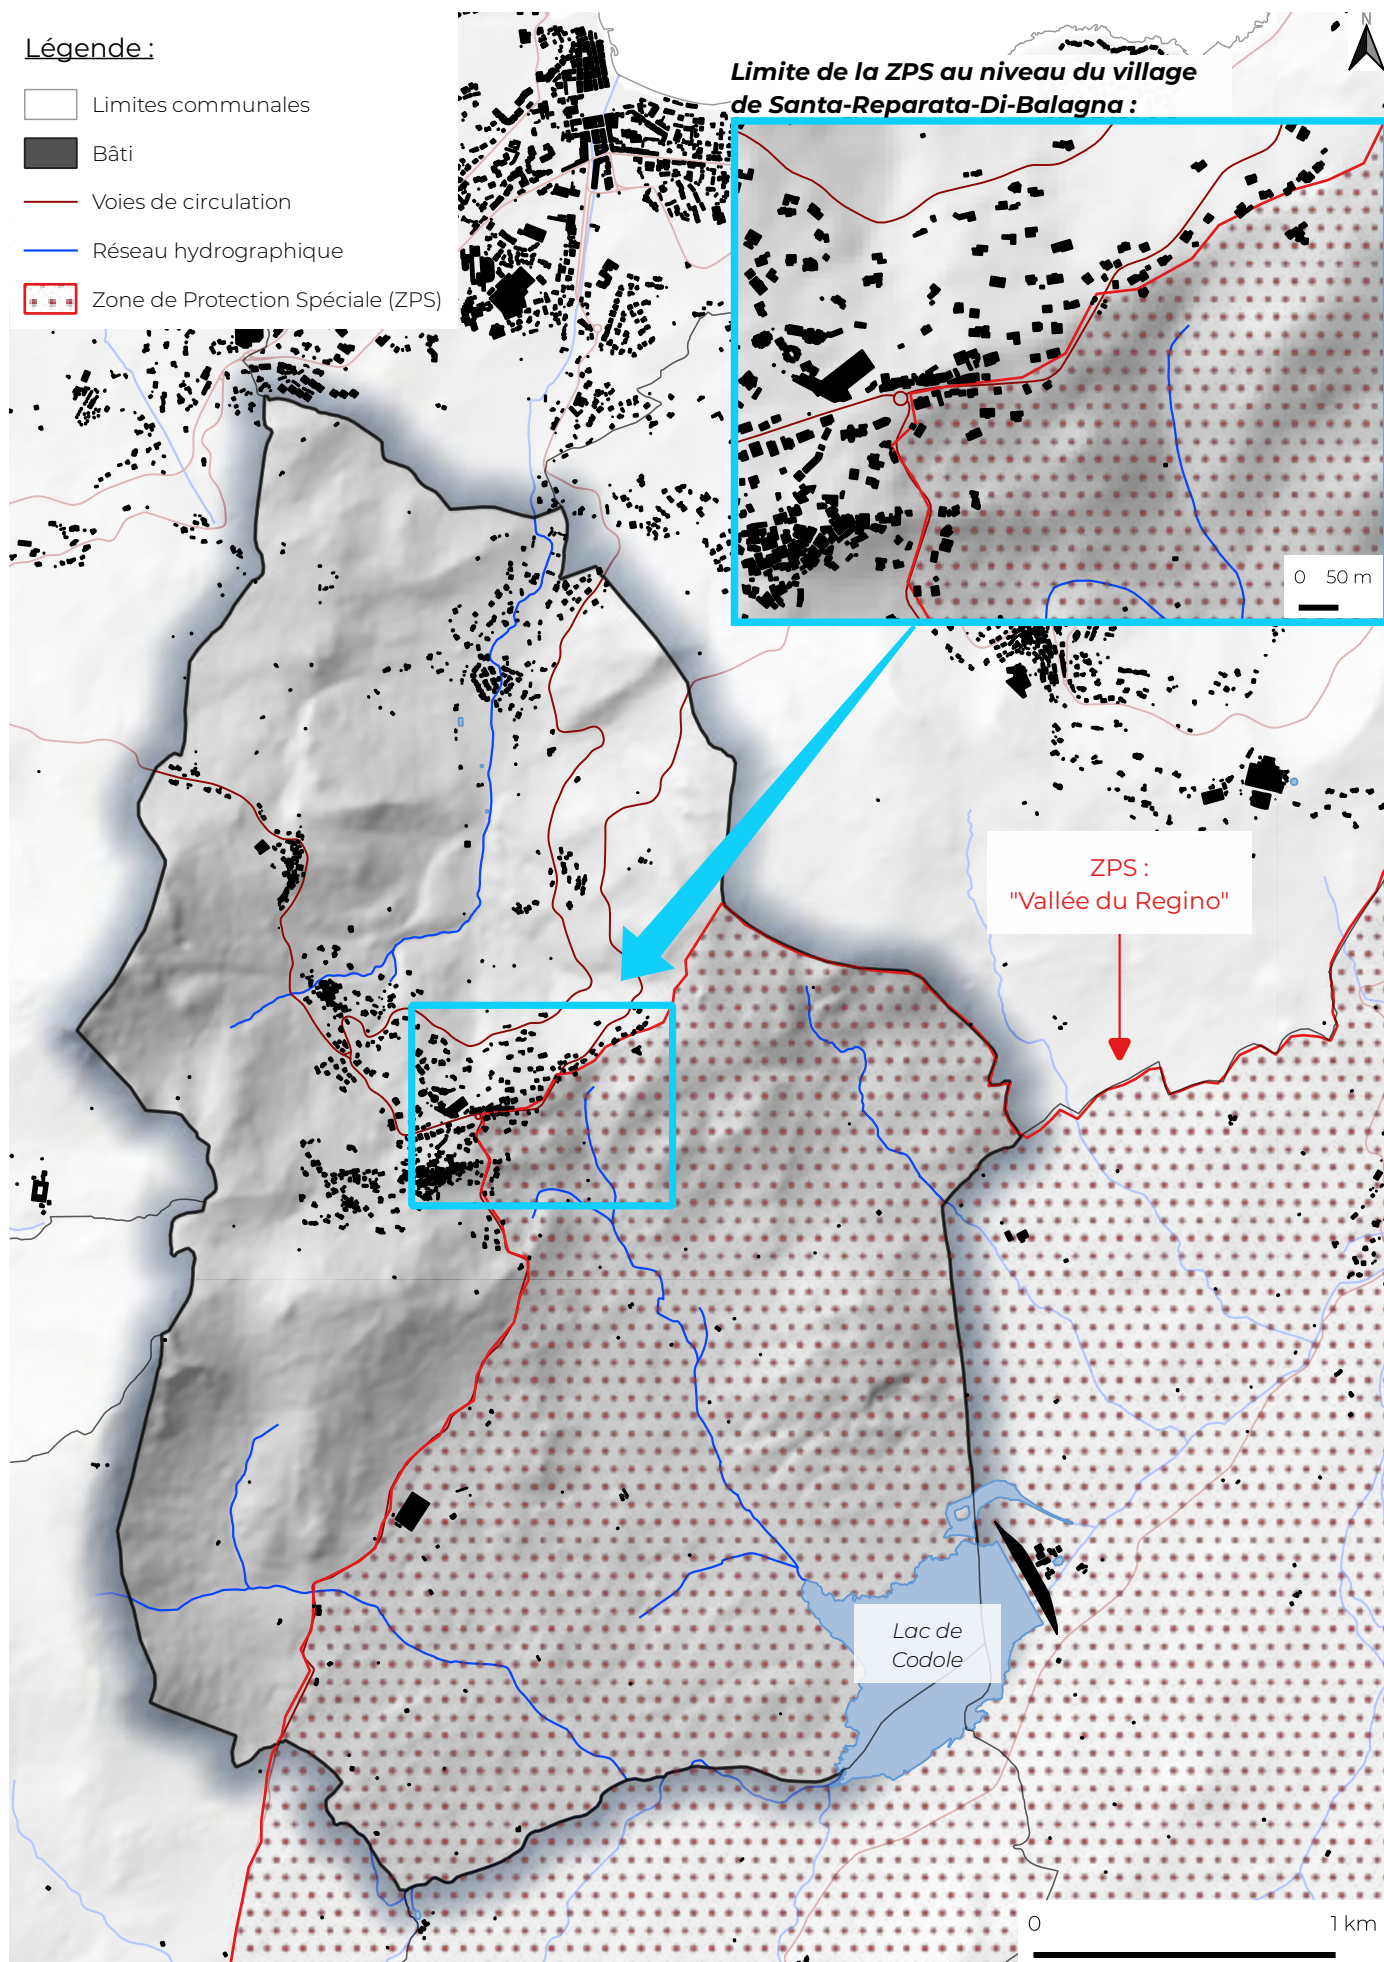 Légende :
Limites communales
Bâti
Voies de circulation
Réseau hydrographique
Zone de Protection Spéciale (ZPS)
Limite de la ZPS au niveau du village
de Santa-Reparata-Di-Balagna :
N
0 50 m
ZPS :
"Vallée du Regino"
Lac de
Codole
0 1 km